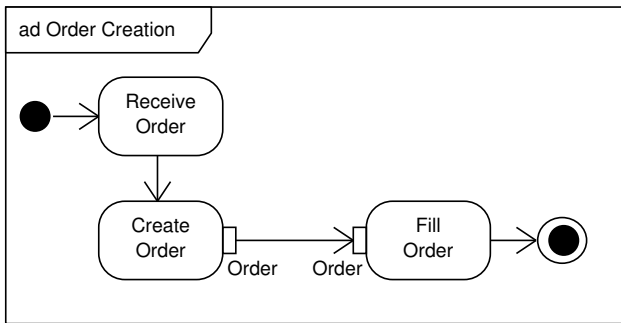 ad Order Creation
Receive
Order
Create
Order
Order
Order
Fill
Order